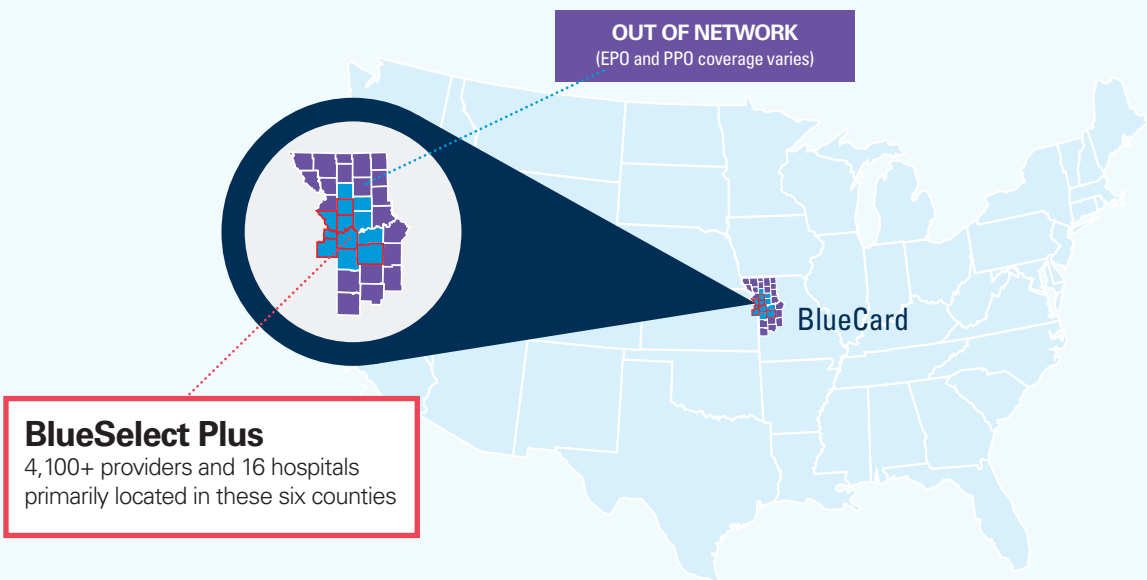 OUT OF NETWORK
(EPO and PPO coverage varies)
BlueCard
BlueSelect Plus
4,100+ providers and 16 hospitals
primarily located in these six counties